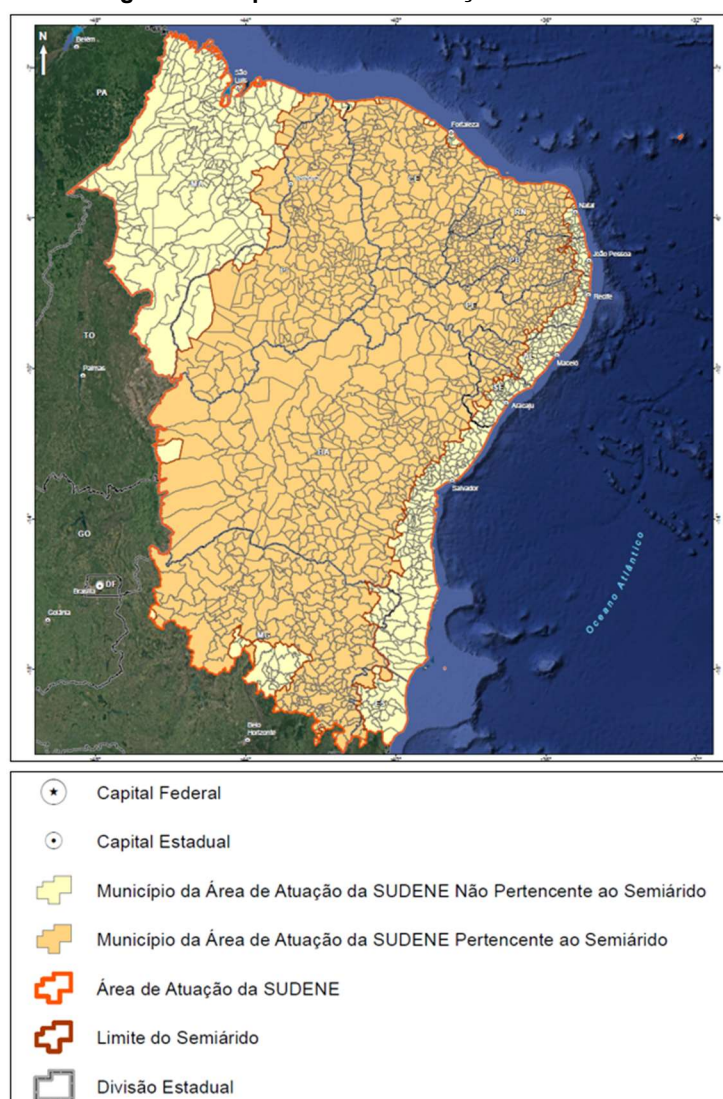 N
Belém
São
Luís
PA
Fortaleza
MA
CE
RN
Natal
PB
João Pessoa
PI
PE
Recife
TO
Palmas
Maceió
SE
Aracaju
BA
Salvador
GO
DF
Brasília
Goiânia
Oceano Atlântico
MG
ES
Belo
Horizonte
Capital Federal
Capital Estadual
Município da Área de Atuação da SUDENE Não Pertencente ao Semiárido
Município da Área de Atuação da SUDENE Pertencente ao Semiárido
Área de Atuação da SUDENE
Limite do Semiárido
Divisão Estadual